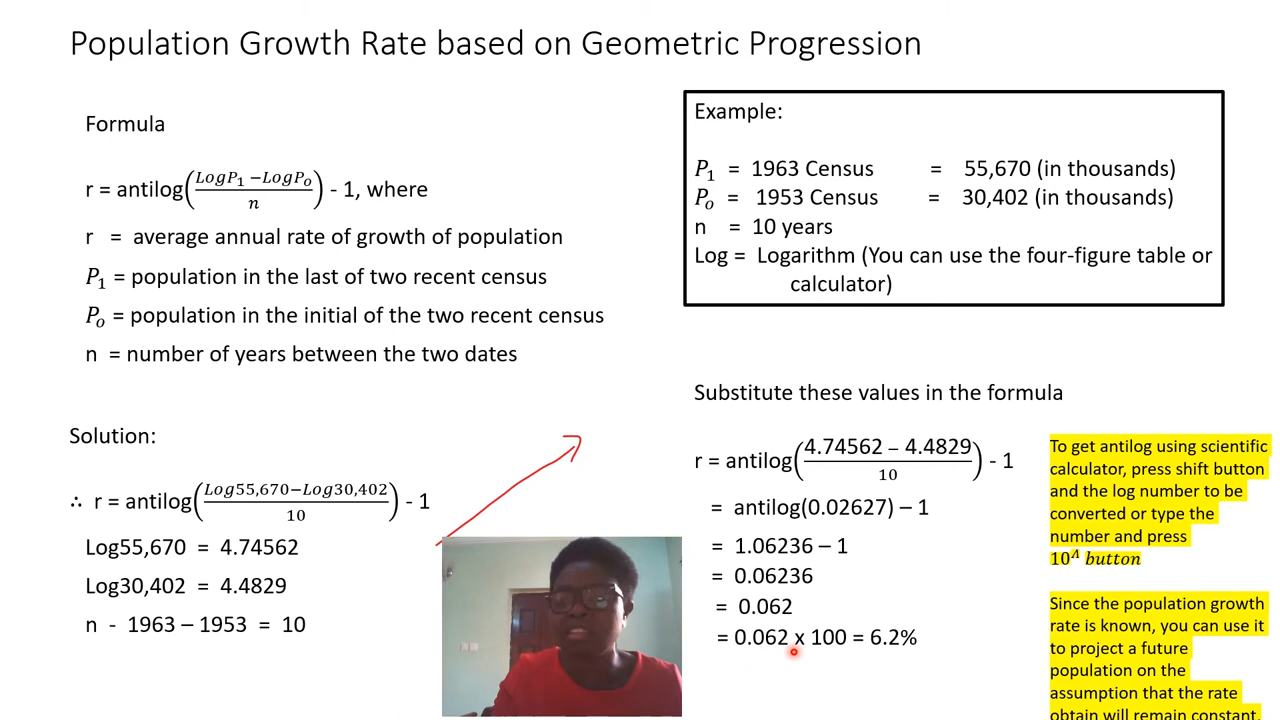 Population Growth Rate based on Geometric Progression
Formula
r = antilog((LogP₁ −LogPₒ)/n) - 1, where
r = average annual rate of growth of population
P₁ = population in the last of two recent census
Pₒ = population in the initial of the two recent census
n = number of years between the two dates
Solution:
∴ r = antilog((Log55,670−Log30,402)/10) - 1
Log55,670 = 4.74562
Log30,402 = 4.4829
n - 1963 – 1953 = 10
Example:
P₁ = 1963 Census = 55,670 (in thousands)
Pₒ = 1953 Census = 30,402 (in thousands)
n = 10 years
Log = Logarithm (You can use the four-figure table or
calculator)
Substitute these values in the formula
r = antilog((4.74562 – 4.4829)/10) - 1
= antilog(0.02627) – 1
= 1.06236 – 1
= 0.06236
= 0.062
= 0.062 x 100 = 6.2%
To get antilog using scientific
calculator, press shift button
and the log number to be
converted or type the
number and press
10^Λ button
Since the population growth
rate is known, you can use it
to project a future
population on the
assumption that the rate
obtain will remain constant.